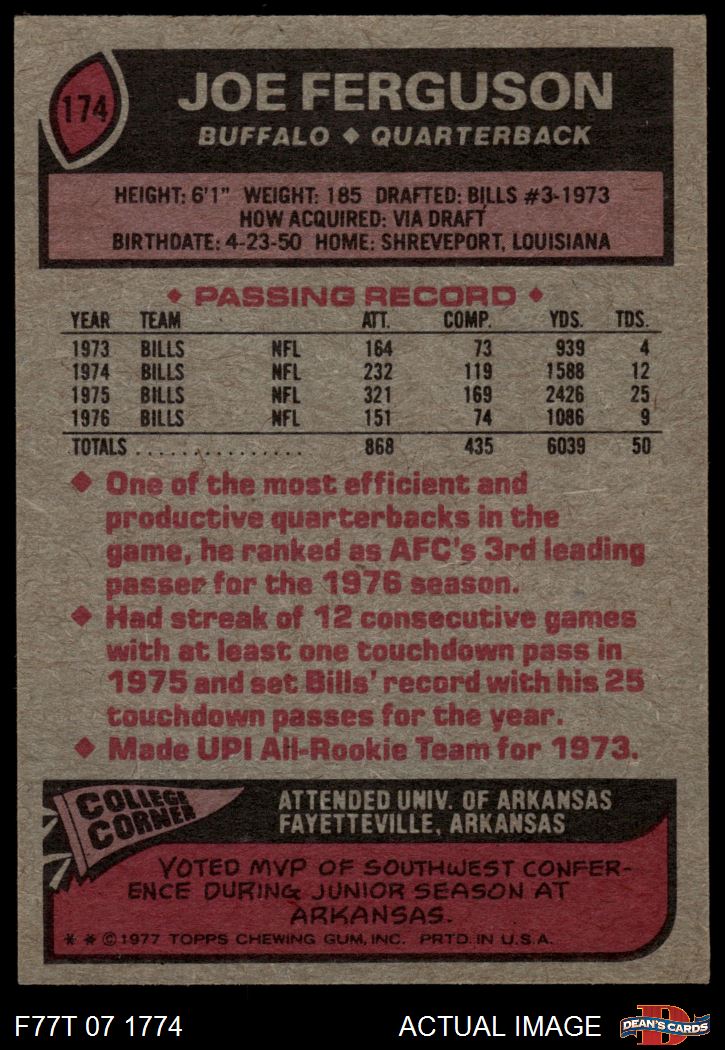 174
JOE FERGUSON
BUFFALO ♦ QUARTERBACK
HEIGHT: 6'1" WEIGHT: 185 DRAFTED: BILLS #3-1973
HOW ACQUIRED: VIA DRAFT
BIRTHDATE: 4-23-50 HOME: SHREVEPORT, LOUISIANA
♦ PASSING RECORD ♦
YEAR TEAM ATT. COMP. YDS. TDS.
1973 BILLS NFL 164 73 939 4
1974 BILLS NFL 232 119 1588 12
1975 BILLS NFL 321 169 2426 25
1976 BILLS NFL 151 74 1086 9
TOTALS . . . . . . . . . . . . . . . 868 435 6039 50
♦ One of the most efficient and
productive quarterbacks in the
game, he ranked as AFC's 3rd leading
passer for the 1976 season.
♦ Had streak of 12 consecutive games
with at least one touchdown pass in
1975 and set Bills' record with his 25
touchdown passes for the year.
♦ Made UPI All-Rookie Team for 1973.
COLLEGE
CORNER
ATTENDED UNIV. OF ARKANSAS
FAYETTEVILLE, ARKANSAS
VOTED MVP OF SOUTHWEST CONFER-
ENCE DURING JUNIOR SEASON AT
ARKANSAS.
* * © 1977 TOPPS CHEWING GUM, INC. PRTD. IN U.S.A.
F77T 07 1774 ACTUAL IMAGE
D
DEAN'S CARDS